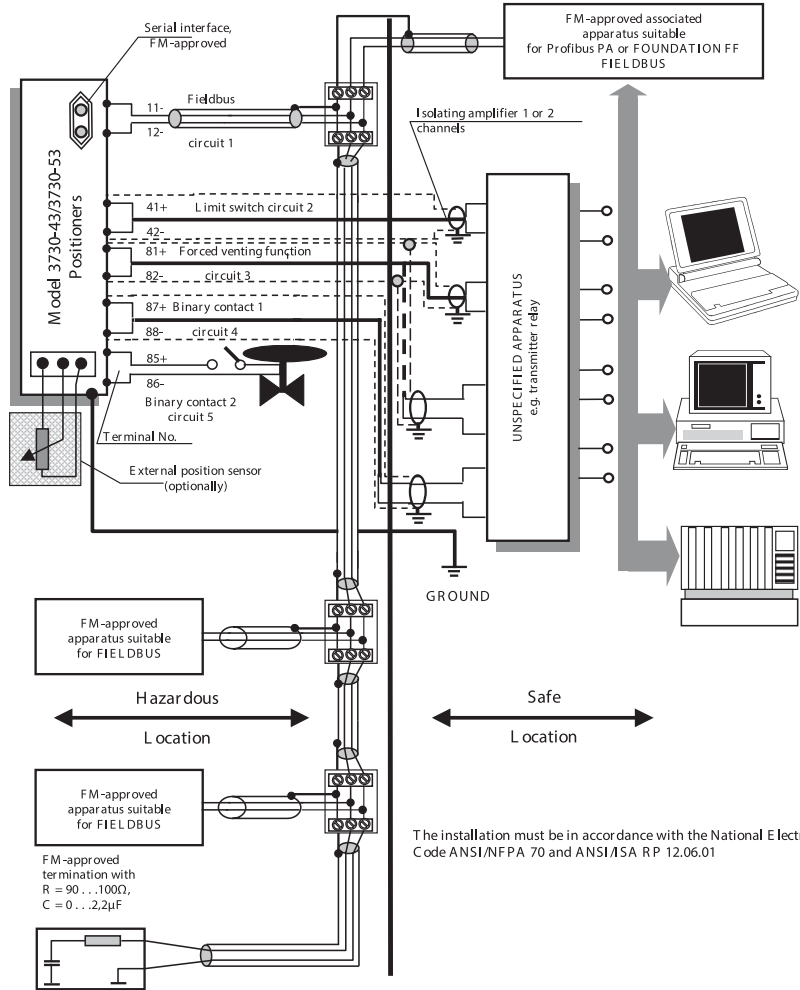 Serial interface,
FM-approved
FM-approved associated
apparatus suitable
for Profibus PA or FOUNDATION FF
FIELDBUS
Model 3730-43/3730-53
Positioners
11-
Fieldbus
12-
circuit 1
Isolating amplifier 1 or 2
channels
41+ Limit switch circuit 2
42-
81+ Forced venting function
82- circuit 3
87+ Binary contact 1
88- circuit 4
85+
86-
Binary contact 2
circuit 5
Terminal No.
External position sensor
(optionally)
UNSPECIFIED APPARATUS
e.g. transmitter relay
GROUND
FM-approved
apparatus suitable
for FIELDBUS
Hazardous
Location
Safe
Location
FM-approved
apparatus suitable
for FIELDBUS
The installation must be in accordance with the National Electr
Code ANSI/NFPA 70 and ANSI/ISA RP 12.06.01
FM-approved
termination with
R = 90 ...100Ω,
C = 0 ...2,2µF